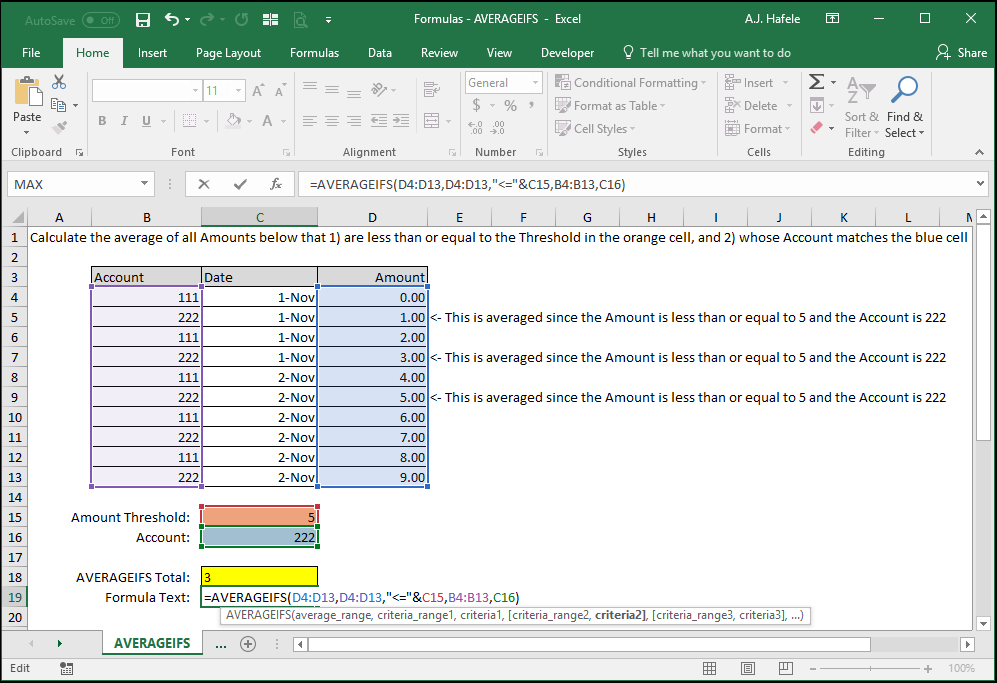 AutoSave Off Formulas - AVERAGEIFS - Excel A.J. Hafele
File Home Insert Page Layout Formulas Data Review View Developer Tell me what you want to do Share
Paste
General
11
Conditional Formatting
Format as Table
Cell Styles
Insert
Delete
Format
Sort & Filter
Find & Select
Clipboard Font Alignment Number Styles Cells Editing
MAX =AVERAGEIFS(D4:D13,D4:D13,"<="&C15,B4:B13,C16)
A B C D E F G H I J K L M
1 Calculate the average of all Amounts below that 1) are less than or equal to the Threshold in the orange cell, and 2) whose Account matches the blue cell
2
3 Account Date Amount
4 111 1-Nov 0.00
5 222 1-Nov 1.00 <- This is averaged since the Amount is less than or equal to 5 and the Account is 222
6 111 1-Nov 2.00
7 222 1-Nov 3.00 <- This is averaged since the Amount is less than or equal to 5 and the Account is 222
8 111 2-Nov 4.00
9 222 2-Nov 5.00 <- This is averaged since the Amount is less than or equal to 5 and the Account is 222
10 111 2-Nov 6.00
11 222 2-Nov 7.00
12 111 2-Nov 8.00
13 222 2-Nov 9.00
14
15 Amount Threshold: 5
16 Account: 222
17
18 AVERAGEIFS Total: 3
19 Formula Text: =AVERAGEIFS(D4:D13,D4:D13,"<="&C15,B4:B13,C16)
AVERAGEIFS(average_range, criteria_range1, criteria1, [criteria_range2, criteria2], [criteria_range3, criteria3], ...)
20
AVERAGEIFS ...
Edit 100%